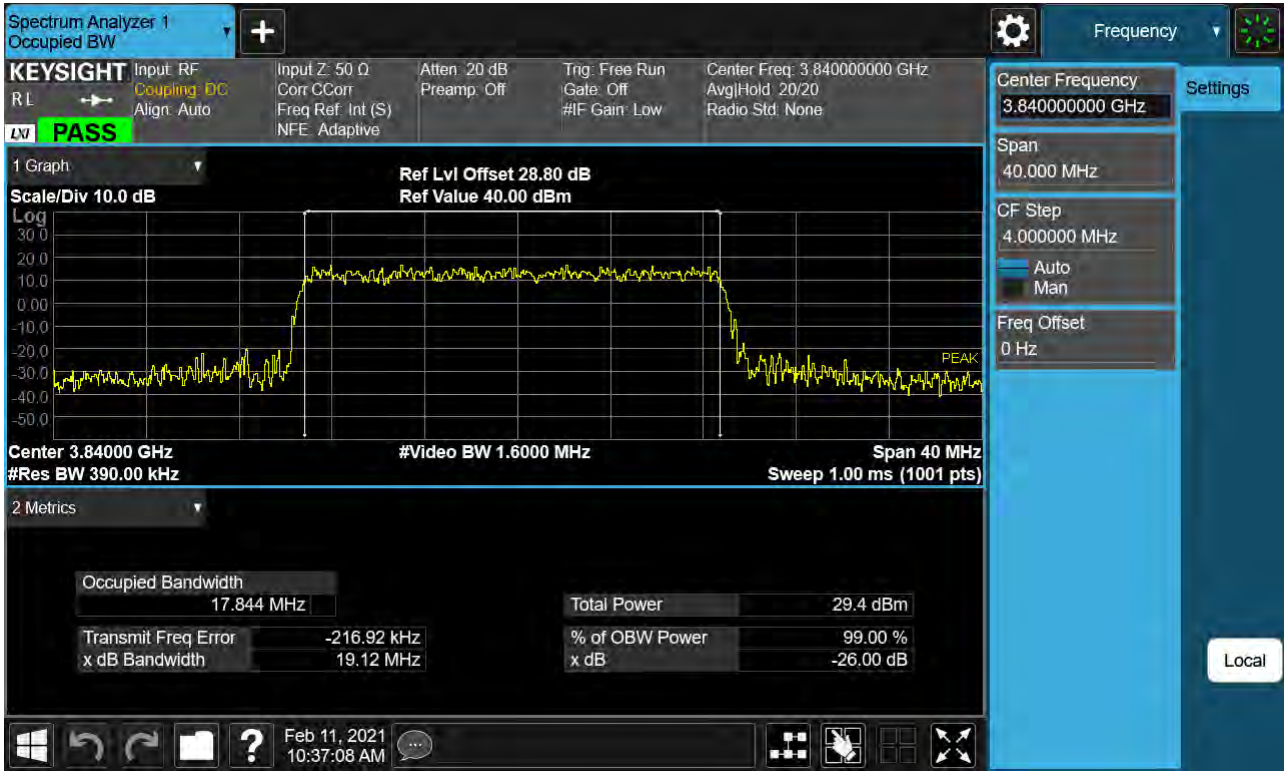 Spectrum Analyzer 1
Occupied BW
+
Frequency
KEYSIGHT
Input: RF
Coupling: DC
Align: Auto
Input Z: 50 Ω
Corr CCorr
Freq Ref: Int (S)
NFE: Adaptive
Atten: 20 dB
Preamp: Off
Trig: Free Run
Gate: Off
#IF Gain: Low
Center Freq: 3.840000000 GHz
Avg|Hold: 20/20
Radio Std: None
RL
LXI
PASS
Center Frequency
3.840000000 GHz
Settings
Span
40.000 MHz
CF Step
4.000000 MHz
Auto
Man
Freq Offset
0 Hz
Local
1 Graph
Scale/Div 10.0 dB
Ref Lvl Offset 28.80 dB
Ref Value 40.00 dBm
Log
30.0
20.0
10.0
0.00
-10.0
-20.0
-30.0
-40.0
-50.0
PEAK
Center 3.84000 GHz
#Video BW 1.6000 MHz
Span 40 MHz
#Res BW 390.00 kHz
Sweep 1.00 ms (1001 pts)
2 Metrics
Occupied Bandwidth
17.844 MHz
Total Power 29.4 dBm
Transmit Freq Error -216.92 kHz
% of OBW Power 99.00 %
x dB Bandwidth 19.12 MHz
x dB -26.00 dB
?
Feb 11, 2021
10:37:08 AM